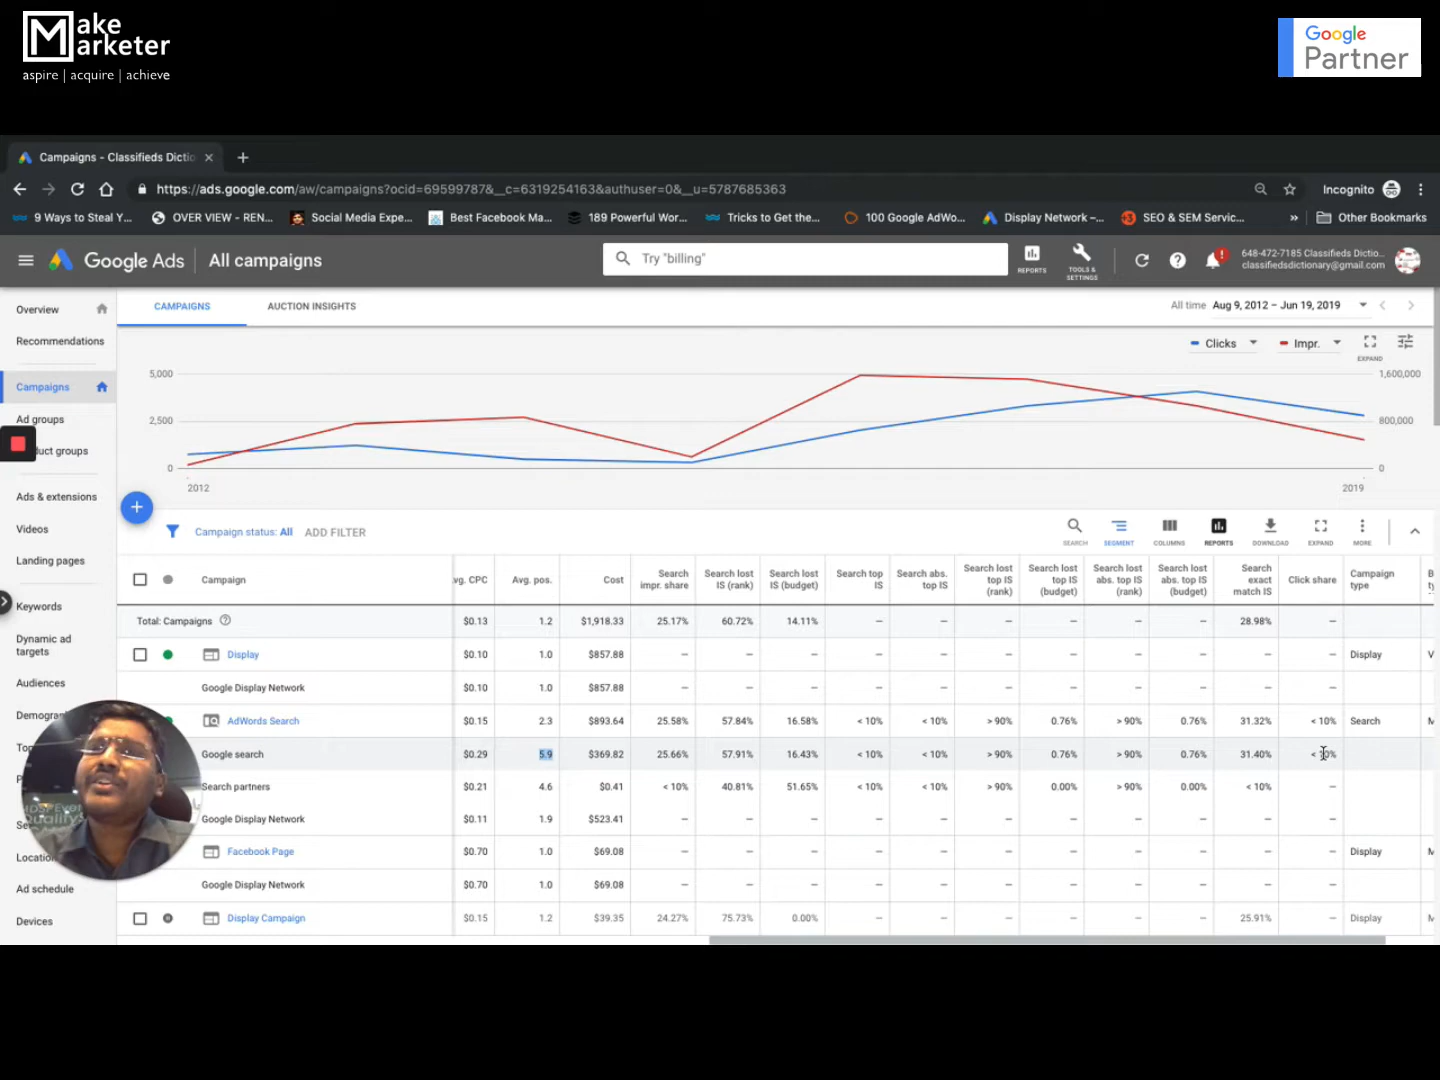 Make
Marketer
aspire | acquire | achieve
Google
Partner
Campaigns - Classifieds Dictio
https://ads.google.com/aw/campaigns?ocid=69599787&__c=6319254163&authuser=0&__u=5787685363
Incognito
9 Ways to Steal Y... OVER VIEW - REN... Social Media Expe... Best Facebook Ma... 189 Powerful Wor... Tricks to Get the... 100 Google AdWo... Display Network –... SEO & SEM Servic... » Other Bookmarks
Google Ads All campaigns Try "billing" REPORTS TOOLS & SETTINGS
648-472-7185 Classifieds Dictio...
classifiedsdictionary@gmail.com
Overview
Recommendations
Campaigns
Ad groups
duct groups
Ads & extensions
Videos
Landing pages
Keywords
Dynamic ad
targets
Audiences
Demogra
Locatio
Ad schedule
Devices
CAMPAIGNS AUCTION INSIGHTS All time Aug 9, 2012 – Jun 19, 2019
Clicks Impr. EXPAND
5,000 1,600,000
2,500 800,000
0 0
2012 2019
Campaign status: All ADD FILTER SEARCH SEGMENT COLUMNS REPORTS DOWNLOAD EXPAND MORE
Campaign vg. CPC Avg. pos. Cost Search impr. share Search lost IS (rank) Search lost IS (budget) Search top IS Search abs. top IS Search lost top IS (rank) Search lost top IS (budget) Search lost abs. top IS (rank) Search lost abs. top IS (budget) Search exact match IS Click share Campaign type
Total: Campaigns $0.13 1.2 $1,918.33 25.17% 60.72% 14.11% – – – – – – 28.98% –
Display $0.10 1.0 $857.88 – – – – – – – – – – – Display
Google Display Network $0.10 1.0 $857.88 – – – – – – – – – – –
AdWords Search $0.15 2.3 $893.64 25.58% 57.84% 16.58% < 10% < 10% > 90% 0.76% > 90% 0.76% 31.32% < 10% Search
Google search $0.29 5.9 $369.82 25.66% 57.91% 16.43% < 10% < 10% > 90% 0.76% > 90% 0.76% 31.40% < 10%
Search partners $0.21 4.6 $0.41 < 10% 40.81% 51.65% < 10% < 10% > 90% 0.00% > 90% 0.00% < 10% –
Google Display Network $0.11 1.9 $523.41 – – – – – – – – – – –
Facebook Page $0.70 1.0 $69.08 – – – – – – – – – – – Display
Google Display Network $0.70 1.0 $69.08 – – – – – – – – – – –
Display Campaign $0.15 1.2 $39.35 24.27% 75.73% 0.00% – – – – – – 25.91% – Display